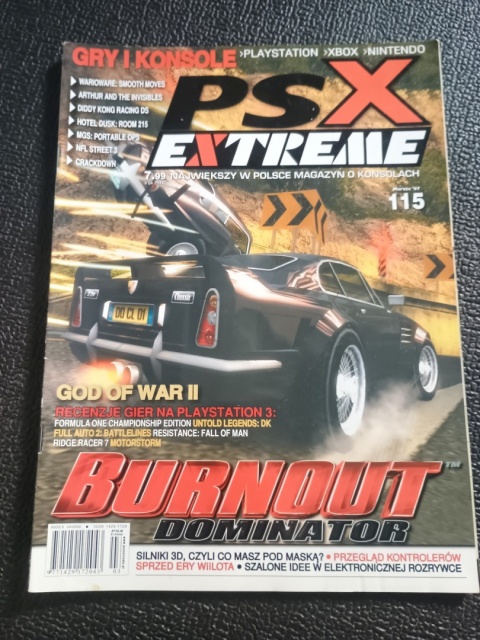 GRY I KONSOLE >PLAYSTATION >XBOX >NINTENDO
WARIOWARE: SMOOTH MOVES
ARTHUR AND THE INVISIBLES
DIDDY KONG RACING DS
HOTEL DUSK: ROOM 215
MGS: PORTABLE OPS
NFL STREET 3
CRACKDOWN
PSX
EXTREME
7,99 NAJWIĘKSZY W POLSCE MAGAZYN O KONSOLACH
115
Classic
GOD OF WAR II
RECENZJE GIER NA PLAYSTATION 3:
FORMULA ONE CHAMPIONSHIP EDITION UNTOLD LEGENDS: DK
FULL AUTO 2: BATTLELINES RESISTANCE: FALL OF MAN
RIDGE RACER 7 MOTORSTORM
BURNOUT™
DOMINATOR
SILNIKI 3D, CZYLI CO MASZ POD MASKĄ? • PRZEGLĄD KONTROLERÓW
SPRZED ERY WIILOTA • SZALONE IDEE W ELEKTRONICZNEJ ROZRYWCE